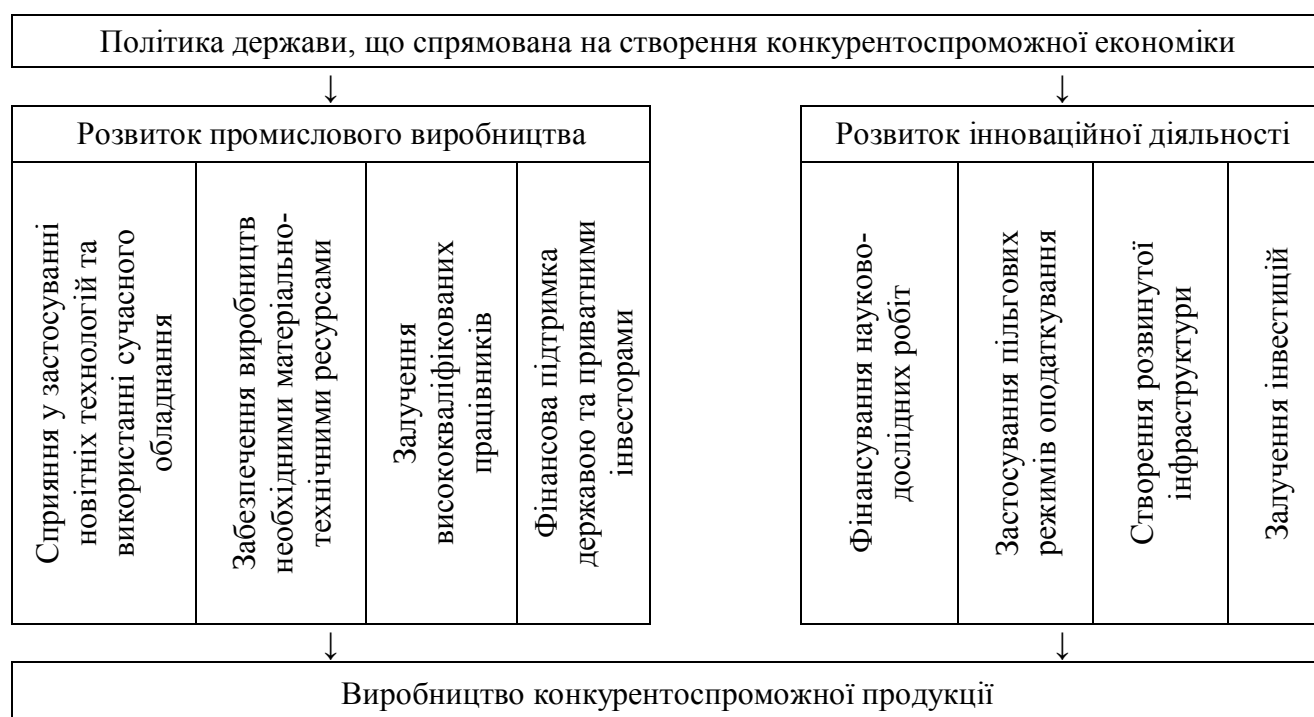 Політика держави, що спрямована на створення конкурентоспроможної економіки
↓
↓
Розвиток промислового виробництва
Сприяння у застосуванні
новітніх технологій та
використанні сучасного
обладнання
Забезпечення виробництв
необхідними матеріально-
технічними ресурсами
Залучення
висококваліфікованих
працівників
Фінансова підтримка
державою та приватними
інвесторами
Розвиток інноваційної діяльності
Фінансування науково-
дослідних робіт
Застосування пільгових
режимів оподаткування
Створення розвинутої
інфраструктури
Залучення інвестицій
↓
↓
Виробництво конкурентоспроможної продукції